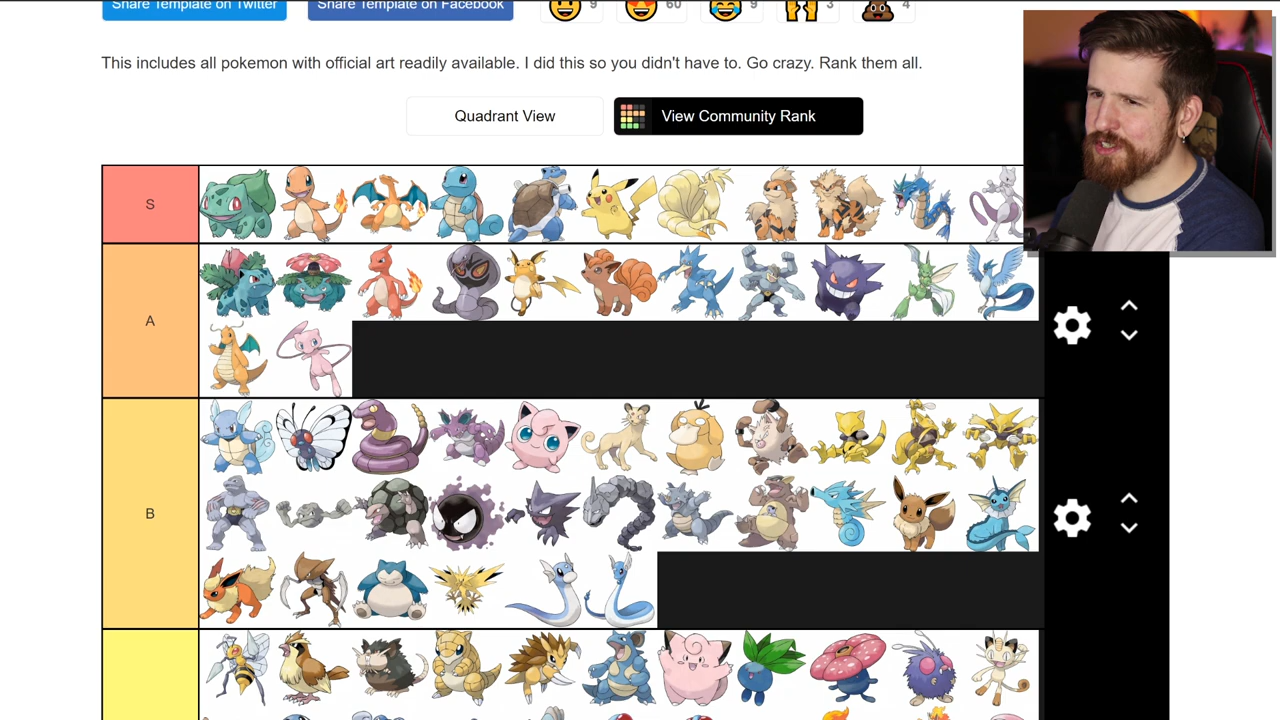 Share Template on Twitter
Share Template on Facebook
9
60
9
3
4
This includes all pokemon with official art readily available. I did this so you didn't have to. Go crazy. Rank them all.
Quadrant View
View Community Rank
S
A
B